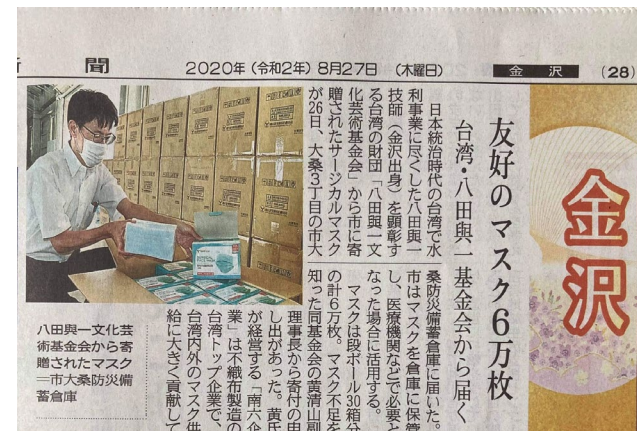 聞
2020年(令和2年)8月27日 (木曜日)
金沢
(28)
金沢
友好のマスク6万枚
台湾・八田與一基金会から届く
日本統治時代の台湾で水
利事業に尽くした八田與一
技師(金沢出身)を顕彰す
る台湾の財団「八田與一文
化芸術基金会」から市に寄
贈されたサージカルマスク
が26日、大桑3丁目の市大
桑防災備蓄倉庫に届いた。
市はマスクを倉庫に保管
し、医療機関などで必要と
なった場合に活用する。
マスクは段ボール30箱分
の計6万枚。マスク不足を
知った同基金会の黄清山副
理事長から寄付の申
し出があった。黄氏
が経営する「南六企
業」は不織布製造の
台湾トップ企業で、
台湾内外のマスク供
給に大きく貢献して
八田與一文化芸
術基金会から寄
贈されたマスク
=市大桑防災備
蓄倉庫